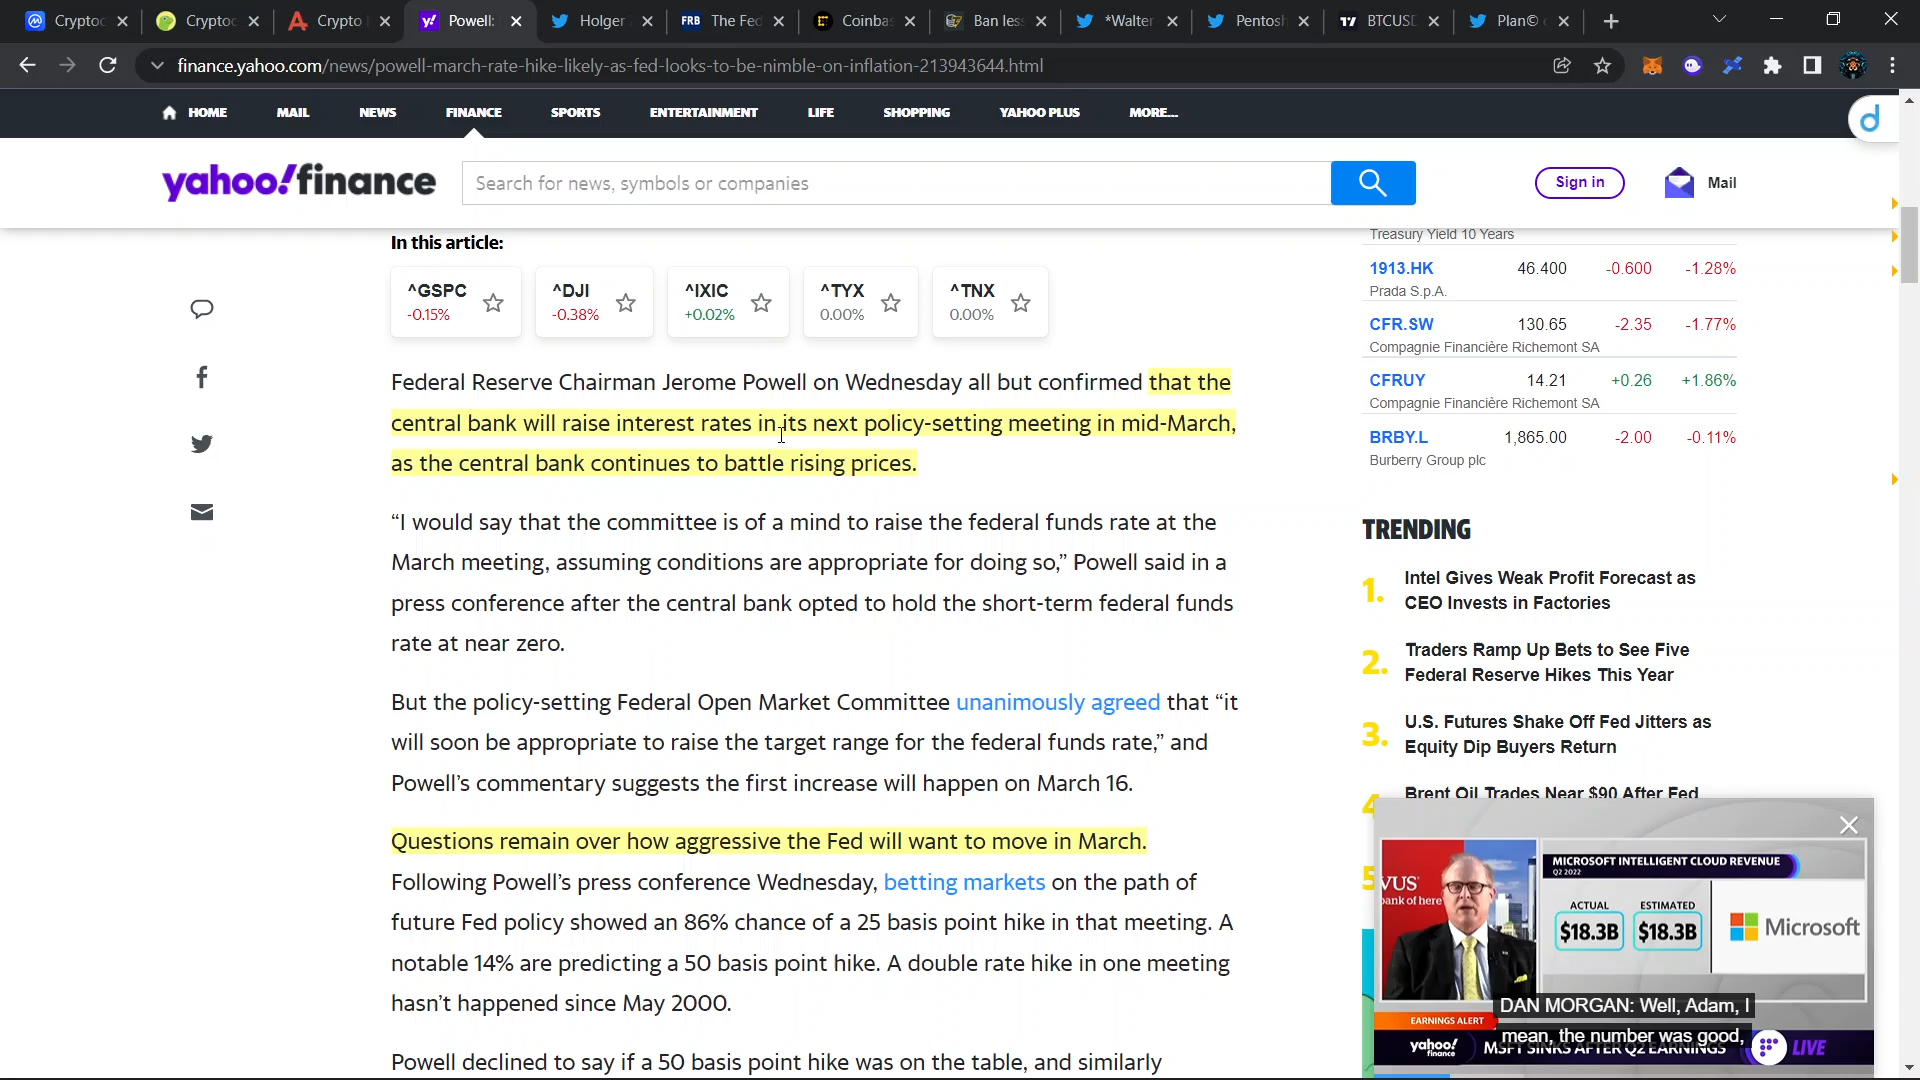 Cryptoc
Cryptoc
Crypto
Powell:
Holger
FRB The Fed
Coinbas
Ban les
*Walter
Pentosh
BTCUSD
Plan©
finance.yahoo.com/news/powell-march-rate-hike-likely-as-fed-looks-to-be-nimble-on-inflation-213943644.html
HOME MAIL NEWS FINANCE SPORTS ENTERTAINMENT LIFE SHOPPING YAHOO PLUS MORE...
yahoo!finance
Search for news, symbols or companies
Sign in
Mail
In this article:
^GSPC
-0.15%
^DJI
-0.38%
^IXIC
+0.02%
^TYX
0.00%
^TNX
0.00%
Federal Reserve Chairman Jerome Powell on Wednesday all but confirmed that the
central bank will raise interest rates in its next policy-setting meeting in mid-March,
as the central bank continues to battle rising prices.
“I would say that the committee is of a mind to raise the federal funds rate at the
March meeting, assuming conditions are appropriate for doing so,” Powell said in a
press conference after the central bank opted to hold the short-term federal funds
rate at near zero.
But the policy-setting Federal Open Market Committee unanimously agreed that “it
will soon be appropriate to raise the target range for the federal funds rate,” and
Powell’s commentary suggests the first increase will happen on March 16.
Questions remain over how aggressive the Fed will want to move in March.
Following Powell’s press conference Wednesday, betting markets on the path of
future Fed policy showed an 86% chance of a 25 basis point hike in that meeting. A
notable 14% are predicting a 50 basis point hike. A double rate hike in one meeting
hasn’t happened since May 2000.
Powell declined to say if a 50 basis point hike was on the table, and similarly
Treasury Yield 10 Years
1913.HK 46.400 -0.600 -1.28%
Prada S.p.A.
CFR.SW 130.65 -2.35 -1.77%
Compagnie Financière Richemont SA
CFRUY 14.21 +0.26 +1.86%
Compagnie Financière Richemont SA
BRBY.L 1,865.00 -2.00 -0.11%
Burberry Group plc
TRENDING
1. Intel Gives Weak Profit Forecast as
CEO Invests in Factories
2. Traders Ramp Up Bets to See Five
Federal Reserve Hikes This Year
3. U.S. Futures Shake Off Fed Jitters as
Equity Dip Buyers Return
4. Brent Oil Trades Near $90 After Fed
5
VUS
bank of here
MICROSOFT INTELLIGENT CLOUD REVENUE
Q2 2022
ACTUAL ESTIMATED
$18.3B $18.3B
Microsoft
DAN MORGAN: Well, Adam, I
mean, the number was good,
EARNINGS ALERT
yahoo!
finance
MSFT SINKS AFTER Q2 EARNINGS
LIVE